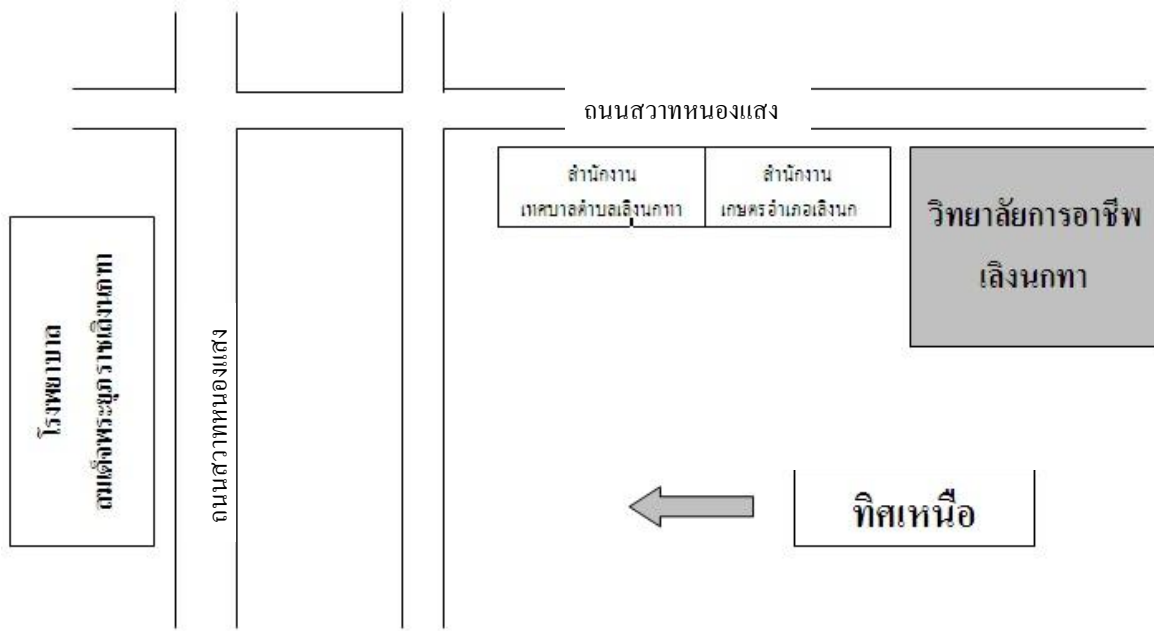 ถนนสวาทหนองแสง
สำนักงาน
เทศบาลตำบลเลิงนกทา
สำนักงาน
เกษตรอำเภอเลิงนก
วิทยาลัยการอาชีพ
เลิงนกทา
โรงพยาบาล
สมเด็จพระยุภราชเลิงนกทา
ถนนสวาทหนองแสง
ทิศเหนือ